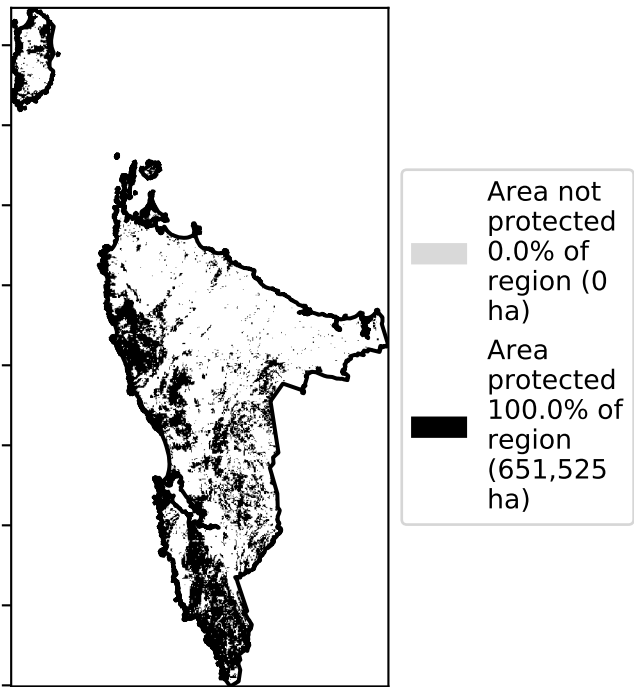 Area not
protected
0.0% of
region (0
ha)
Area
protected
100.0% of
region
(651,525
ha)